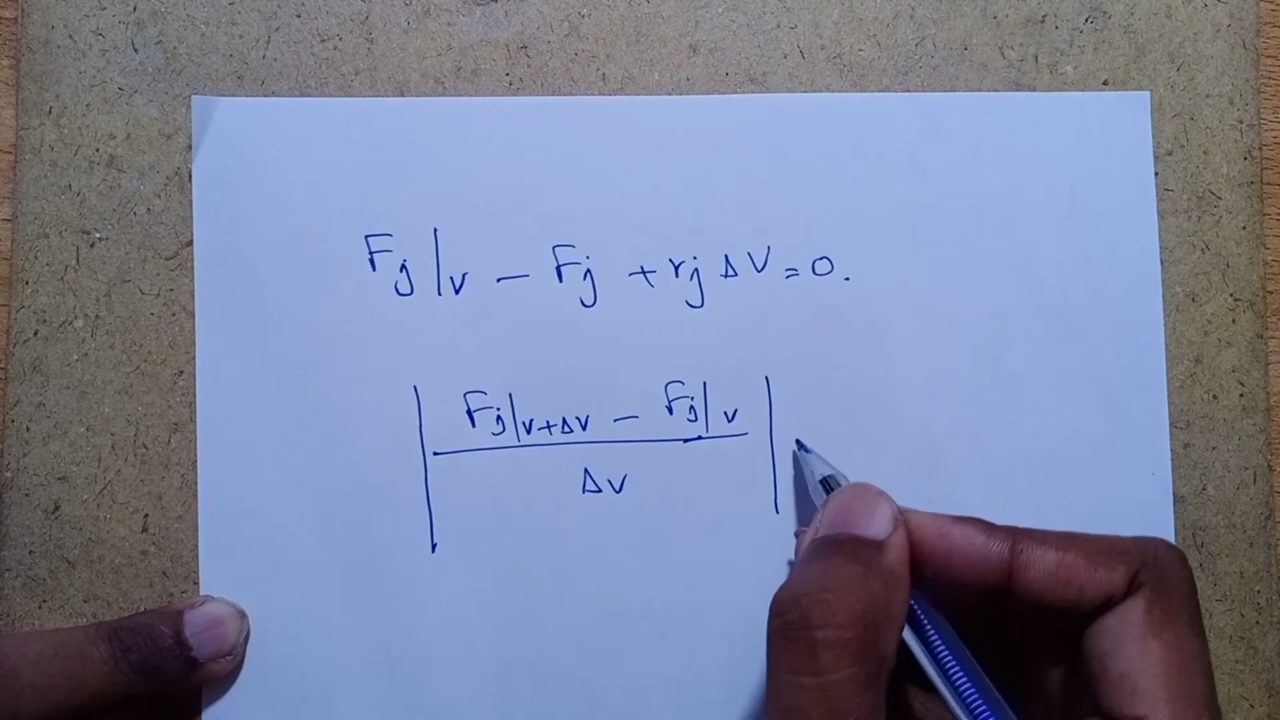 Fj|v - Fj + rj ΔV = 0.
| Fj|v+Δv - Fj|v |
Δv